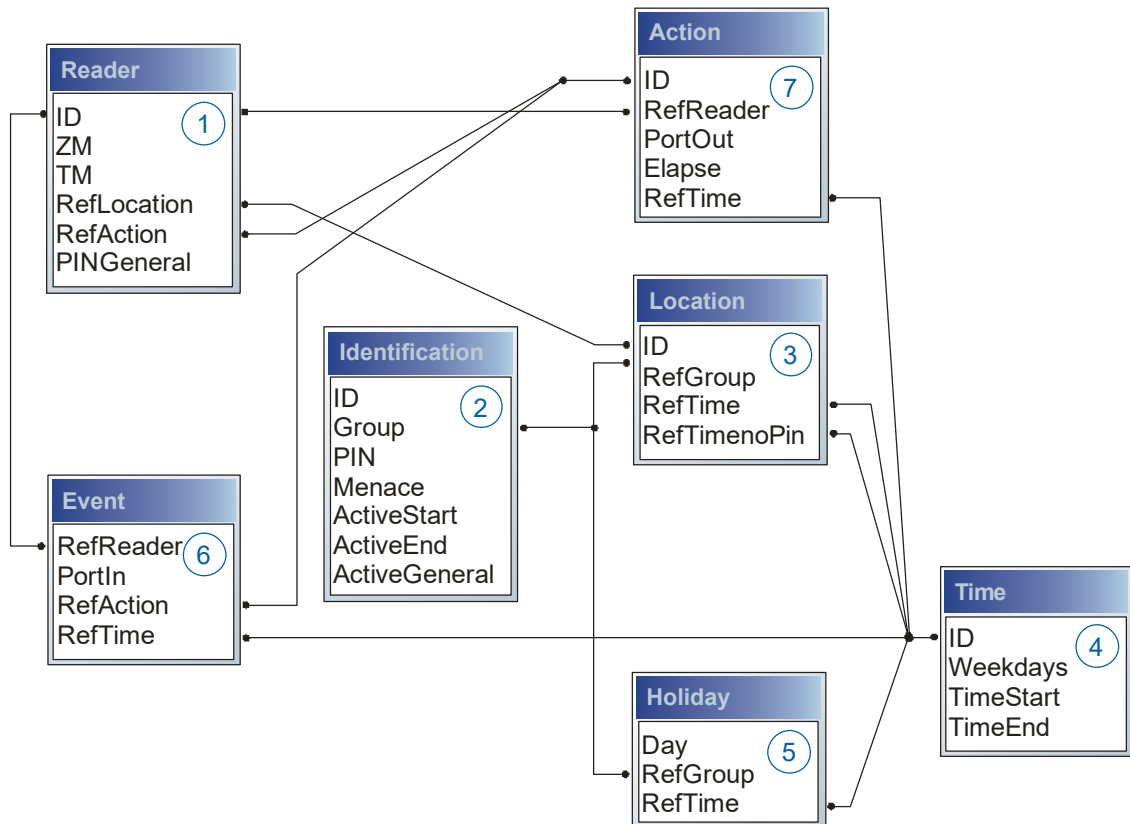 Reader
1
ID
ZM
TM
RefLocation
RefAction
PINGeneral
Action
7
ID
RefReader
PortOut
Elapse
RefTime
Identification
2
ID
Group
PIN
Menace
ActiveStart
ActiveEnd
ActiveGeneral
Location
3
ID
RefGroup
RefTime
RefTimenoPin
Event
6
RefReader
PortIn
RefAction
RefTime
Time
4
ID
Weekdays
TimeStart
TimeEnd
Holiday
5
Day
RefGroup
RefTime